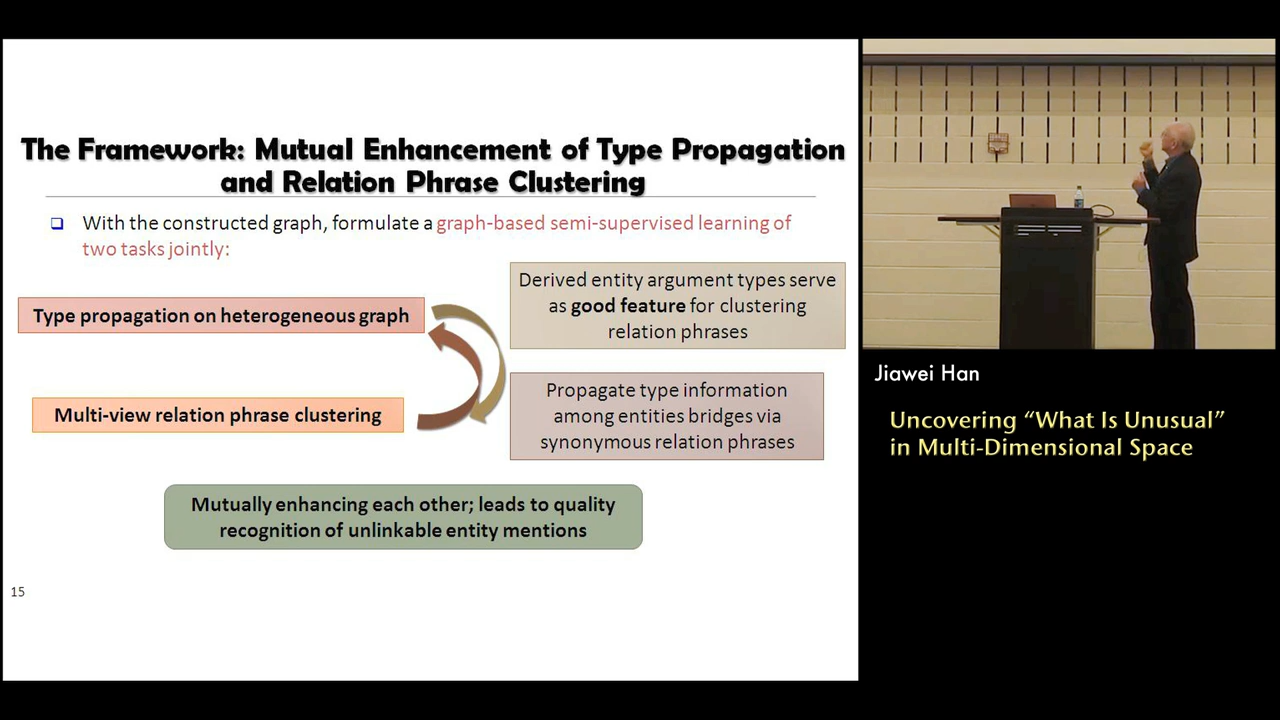 The Framework: Mutual Enhancement of Type Propagation
and Relation Phrase Clustering
With the constructed graph, formulate a graph-based semi-supervised learning of
two tasks jointly:
Type propagation on heterogeneous graph
Derived entity argument types serve
as good feature for clustering
relation phrases
Multi-view relation phrase clustering
Propagate type information
among entities bridges via
synonymous relation phrases
Mutually enhancing each other; leads to quality
recognition of unlinkable entity mentions
15
Jiawei Han
Uncovering “What Is Unusual”
in Multi-Dimensional Space